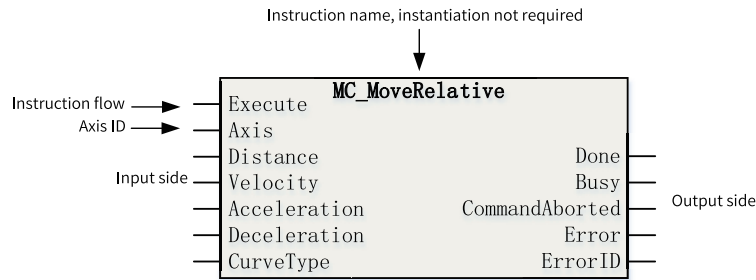 Instruction name, instantiation not required
MC_MoveRelative
Instruction flow
Execute
Axis ID
Axis
Distance
Done
Input side
Velocity
Busy
Acceleration
CommandAborted
Output side
Deceleration
Error
CurveType
ErrorID